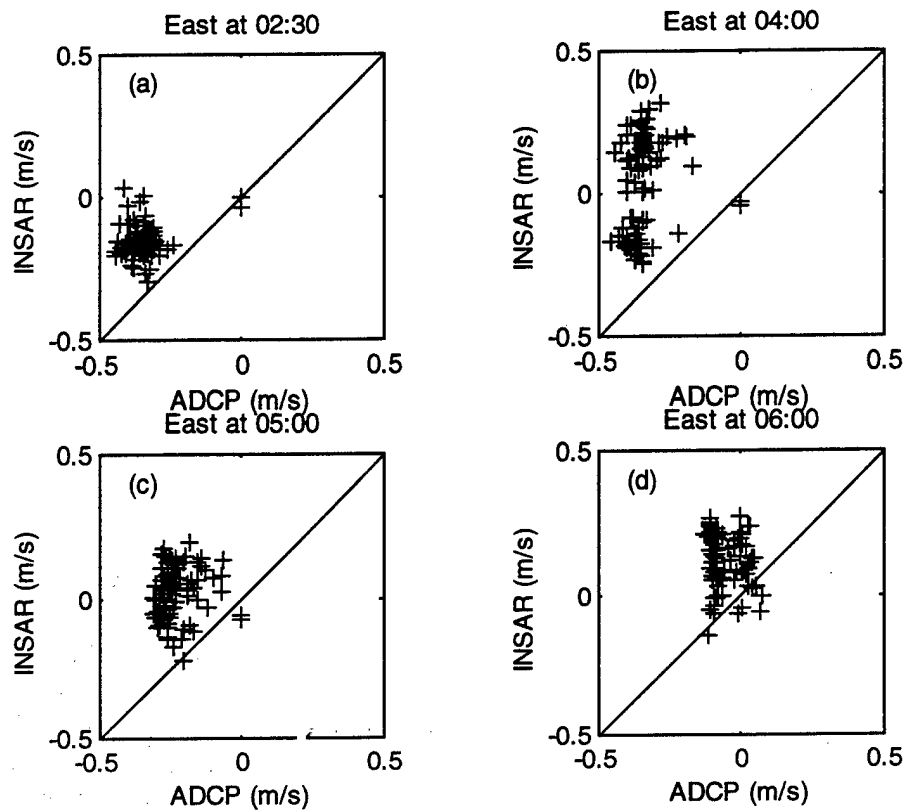 East at 02:30
(a)
0.5
0
-0.5
INSAR (m/s)
-0.5
0
0.5
ADCP (m/s)
East at 04:00
(b)
0.5
0
-0.5
INSAR (m/s)
-0.5
0
0.5
ADCP (m/s)
East at 05:00
(c)
0.5
0
-0.5
INSAR (m/s)
-0.5
0
0.5
ADCP (m/s)
East at 06:00
(d)
0.5
0
-0.5
INSAR (m/s)
-0.5
0
0.5
ADCP (m/s)